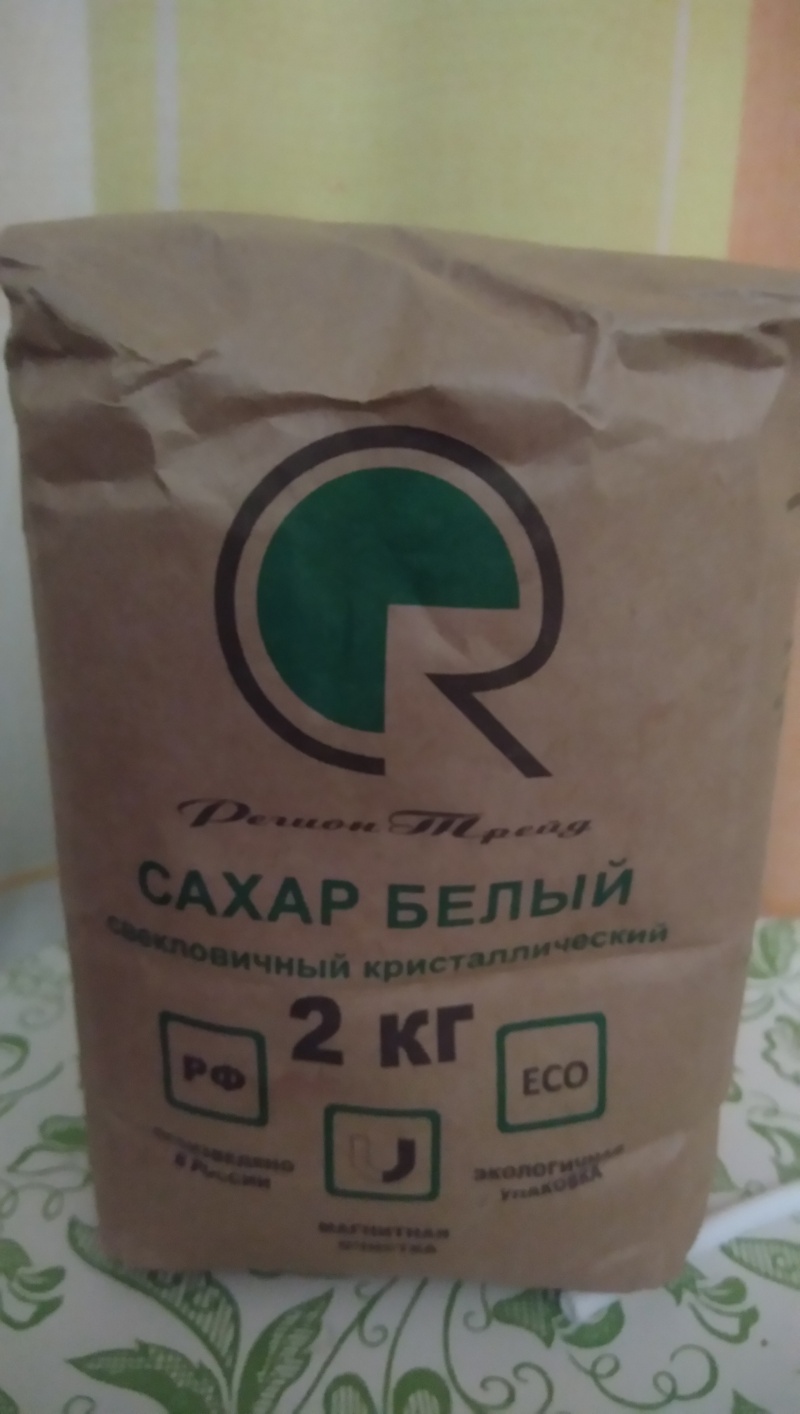 Регион Трейд
САХАР БЕЛЫЙ
свекловичный кристаллический
2 кг
РФ
ECO
ПРОИЗВЕДЕНО
В РОССИИ
ЭКОЛОГИЧНАЯ
УПАКОВКА
МАГНИТНАЯ
ОЧИСТКА